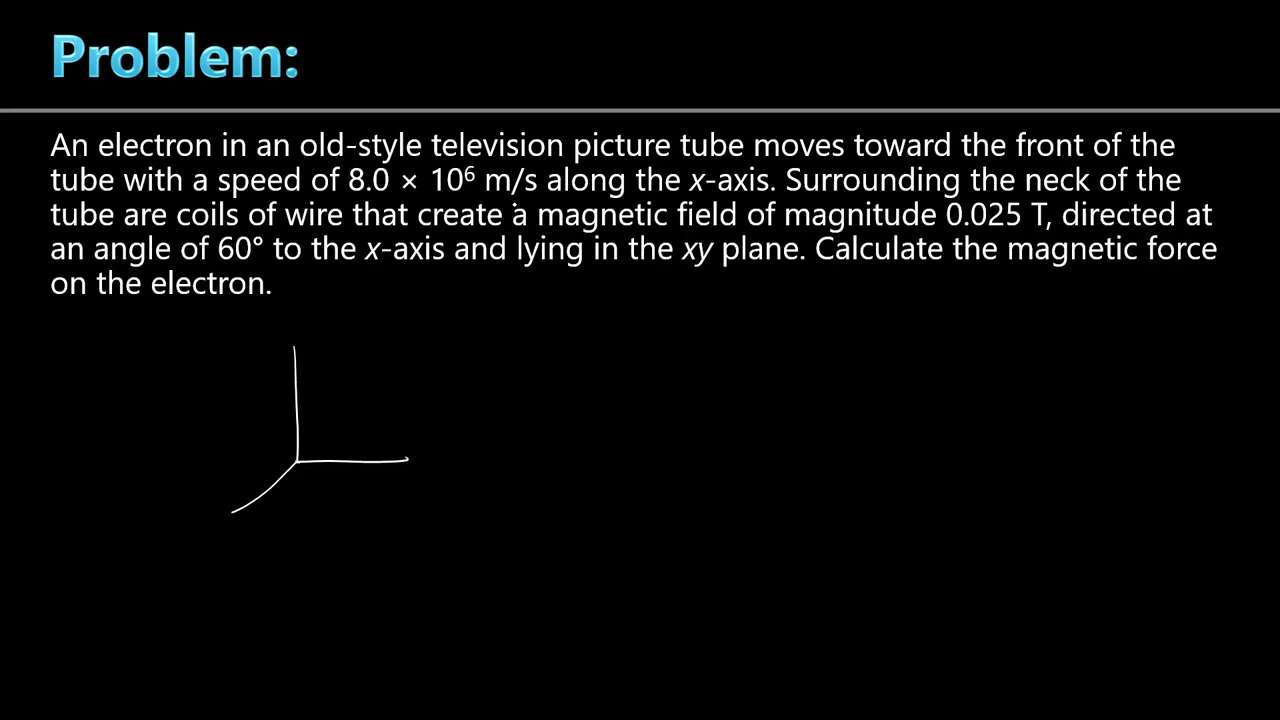 Problem:
An electron in an old-style television picture tube moves toward the front of the
tube with a speed of 8.0 × 10⁶ m/s along the x-axis. Surrounding the neck of the
tube are coils of wire that create a magnetic field of magnitude 0.025 T, directed at
an angle of 60° to the x-axis and lying in the xy plane. Calculate the magnetic force
on the electron.